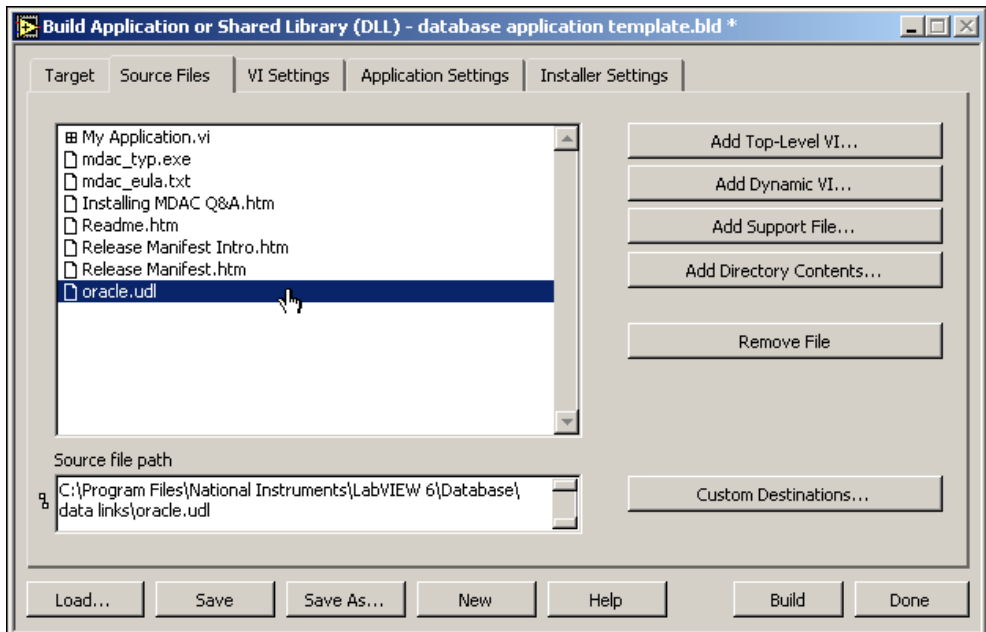 Build Application or Shared Library (DLL) - database application template.bld *
Target Source Files VI Settings Application Settings Installer Settings
My Application.vi
mdac_typ.exe
mdac_eula.txt
Installing MDAC Q&A.htm
Readme.htm
Release Manifest Intro.htm
Release Manifest.htm
oracle.udl
Add Top-Level VI...
Add Dynamic VI...
Add Support File...
Add Directory Contents...
Remove File
Source file path
C:\Program Files\National Instruments\LabVIEW 6\Database\
data links\oracle.udl
Custom Destinations...
Load... Save Save As... New Help Build Done